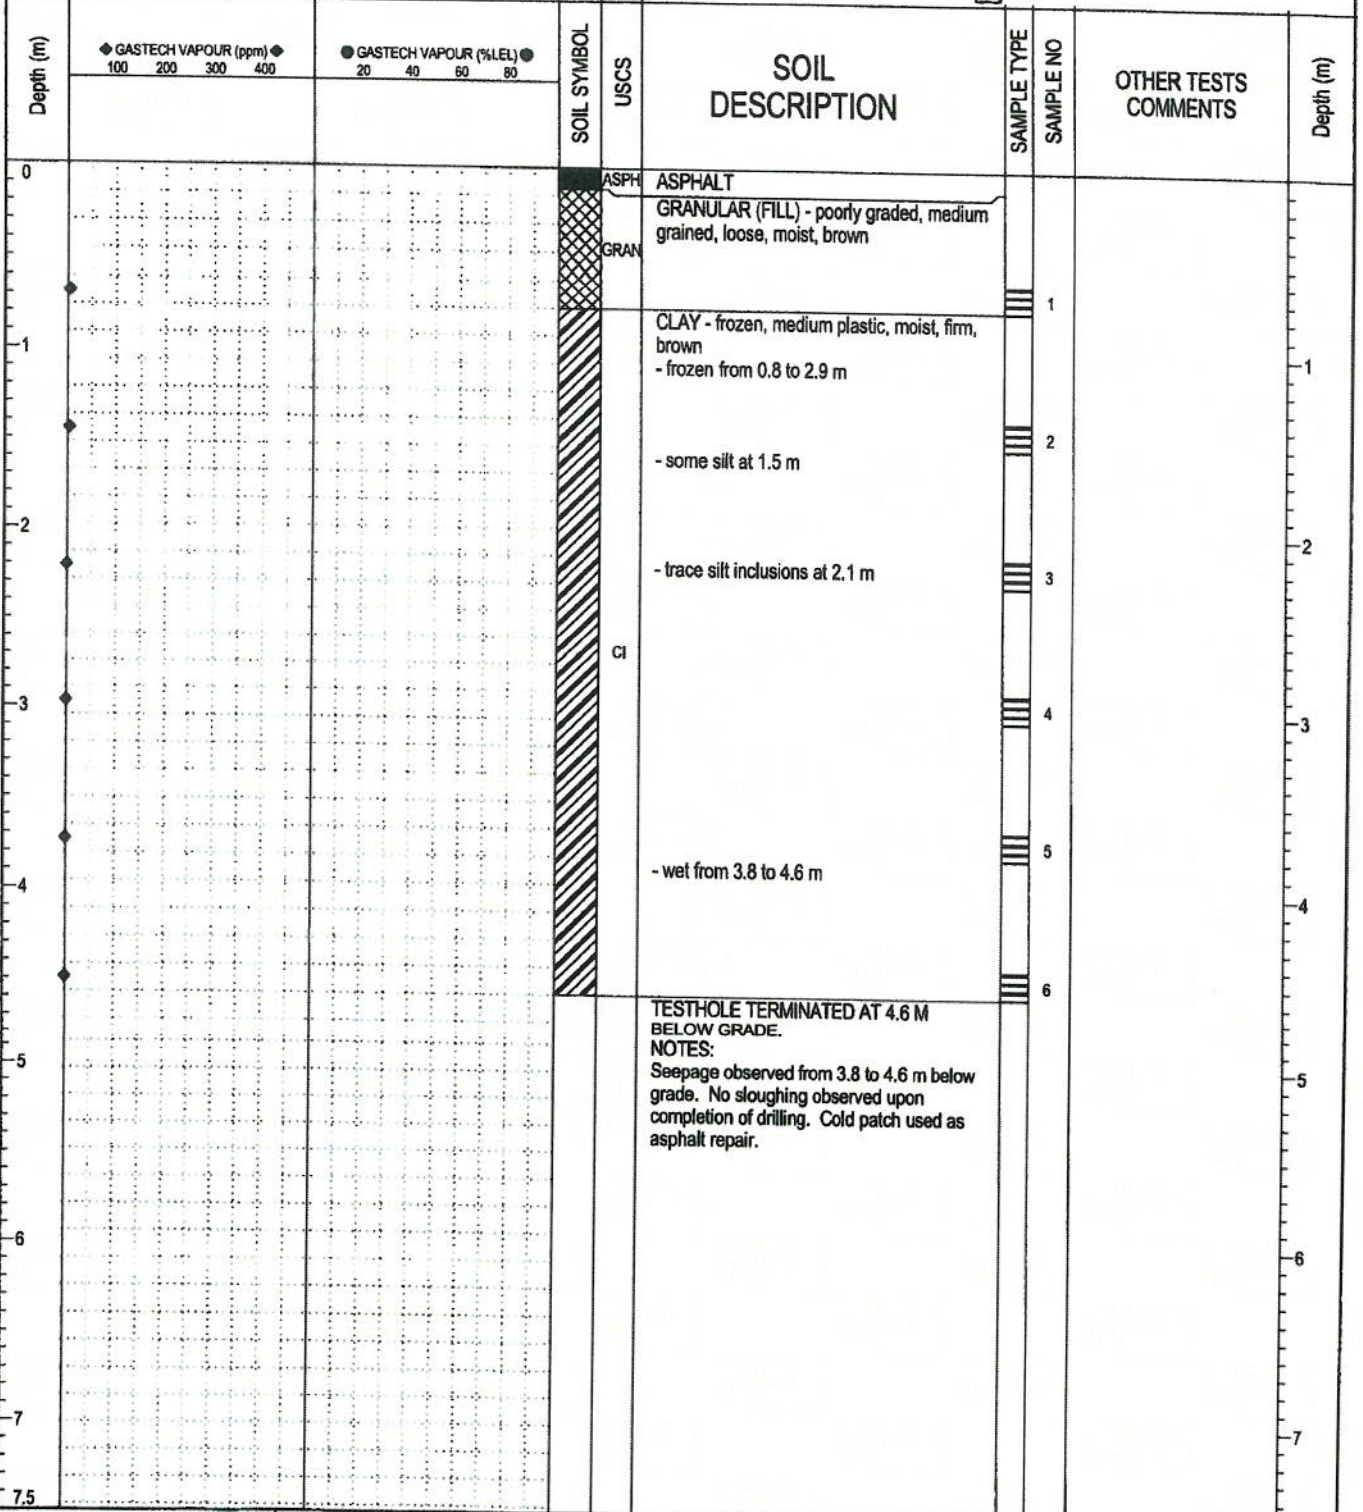 Depth (m)
◆ GASTECH VAPOUR (ppm) ◆
100 200 300 400
● GASTECH VAPOUR (%LEL) ●
20 40 60 80
SOIL SYMBOL
USCS
SOIL
DESCRIPTION
SAMPLE TYPE
SAMPLE NO
OTHER TESTS
COMMENTS
Depth (m)
0
ASPH
ASPHALT
GRANULAR (FILL) - poorly graded, medium
grained, loose, moist, brown
GRAN
1
CLAY - frozen, medium plastic, moist, firm,
brown
- frozen from 0.8 to 2.9 m
1
1
2
- some silt at 1.5 m
2
2
- trace silt inclusions at 2.1 m
3
CI
3
4
3
5
- wet from 3.8 to 4.6 m
4
4
6
TESTHOLE TERMINATED AT 4.6 M
BELOW GRADE.
NOTES:
Seepage observed from 3.8 to 4.6 m below
grade. No sloughing observed upon
completion of drilling. Cold patch used as
asphalt repair.
5
5
6
6
7
7
7.5